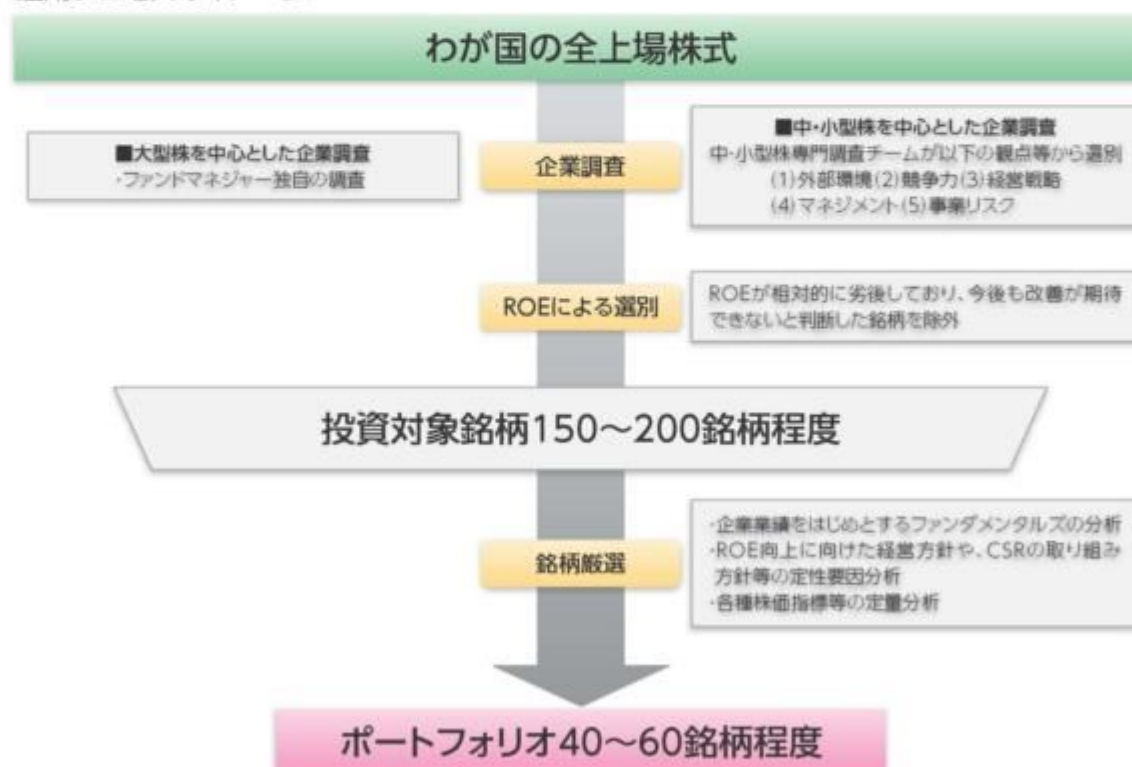 わが国の全上場株式
■大型株を中心とした企業調査
・ファンドマネジャー独自の調査
企業調査
■中・小型株を中心とした企業調査
中・小型株専門調査チームが以下の観点等から選別
(1)外部環境(2)競争力(3)経営戦略
(4)マネジメント(5)事業リスク
ROEによる選別
ROEが相対的に劣後しており、今後も改善が期待
できないと判断した銘柄を除外
投資対象銘柄150〜200銘柄程度
銘柄厳選
・企業業績をはじめとするファンダメンタルズの分析
・ROE向上に向けた経営方針や、CSRの取り組み
方針等の定性要因分析
・各種株価指標等の定量分析
ポートフォリオ40〜60銘柄程度